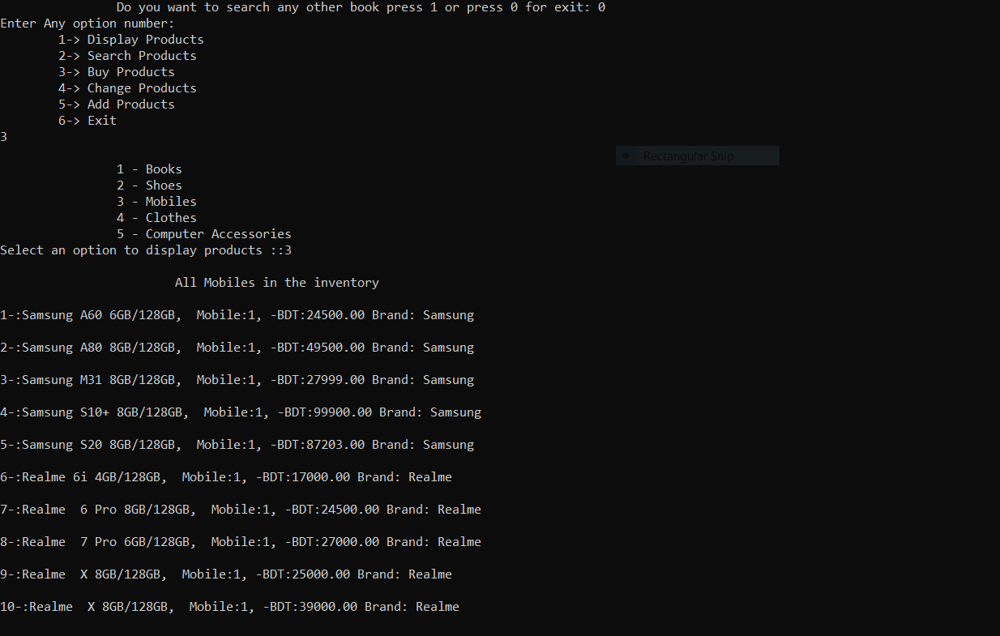 Do you want to search any other book press 1 or press 0 for exit: 0
Enter Any option number:
1-> Display Products
2-> Search Products
3-> Buy Products
4-> Change Products
5-> Add Products
6-> Exit
3
Rectangular Snip
1 - Books
2 - Shoes
3 - Mobiles
4 - Clothes
5 - Computer Accessories
Select an option to display products ::3
All Mobiles in the inventory
1-:Samsung A60 6GB/128GB,  Mobile:1, -BDT:24500.00 Brand: Samsung
2-:Samsung A80 8GB/128GB,  Mobile:1, -BDT:49500.00 Brand: Samsung
3-:Samsung M31 8GB/128GB,  Mobile:1, -BDT:27999.00 Brand: Samsung
4-:Samsung S10+ 8GB/128GB,  Mobile:1, -BDT:99900.00 Brand: Samsung
5-:Samsung S20 8GB/128GB,  Mobile:1, -BDT:87203.00 Brand: Samsung
6-:Realme 6i 4GB/128GB,  Mobile:1, -BDT:17000.00 Brand: Realme
7-:Realme  6 Pro 8GB/128GB,  Mobile:1, -BDT:24500.00 Brand: Realme
8-:Realme  7 Pro 6GB/128GB,  Mobile:1, -BDT:27000.00 Brand: Realme
9-:Realme  X 8GB/128GB,  Mobile:1, -BDT:25000.00 Brand: Realme
10-:Realme  X 8GB/128GB,  Mobile:1, -BDT:39000.00 Brand: Realme